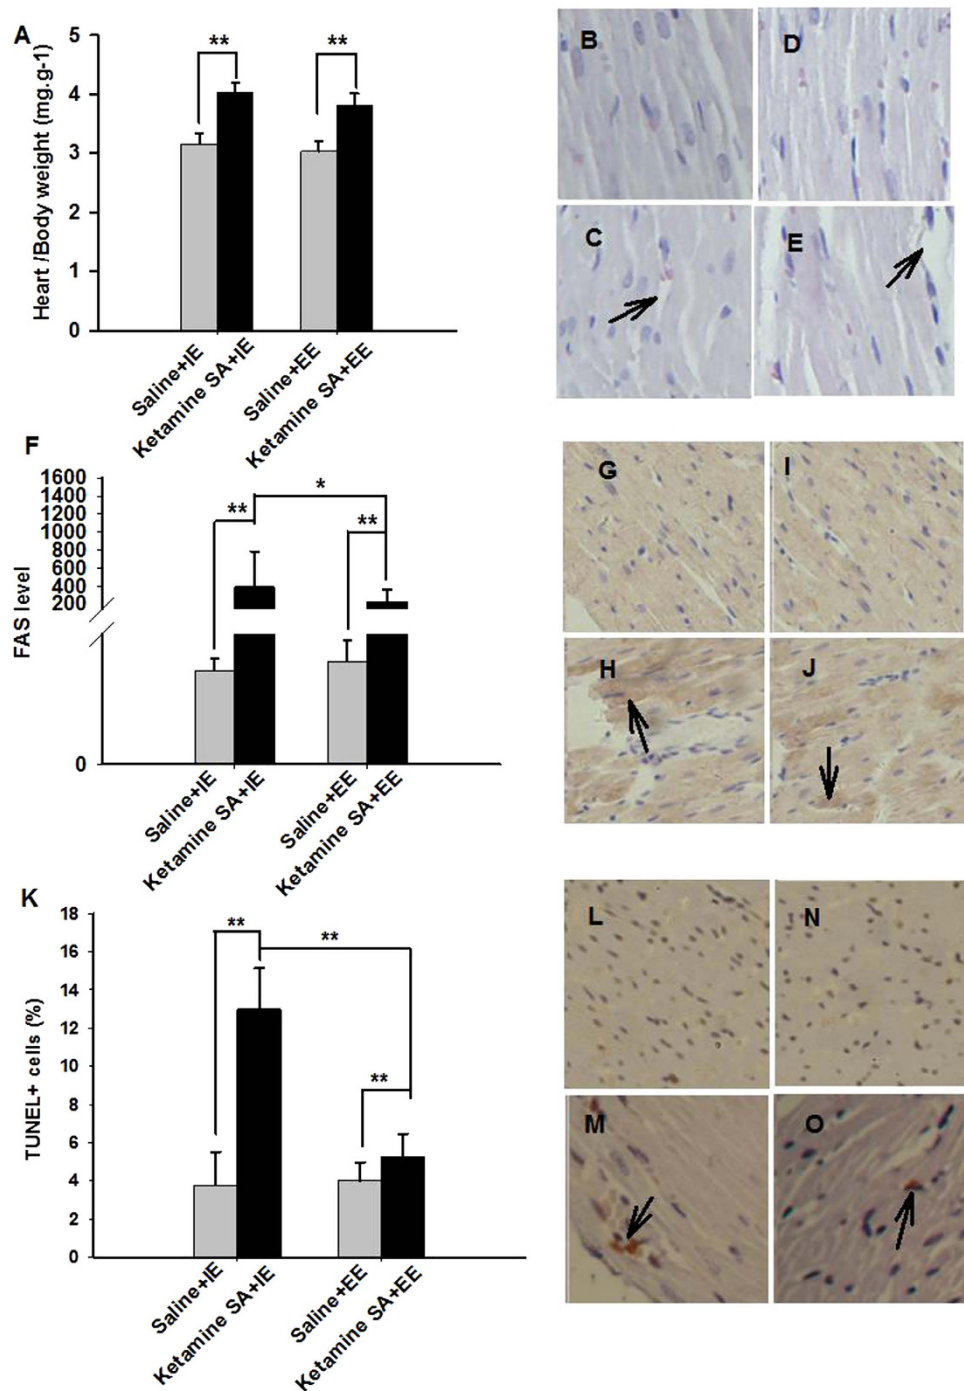 A
Heart /Body weight (mg.g-1)
5
4
3
2
1
0
**
**
Saline+IE
Ketamine SA+IE
Saline+EE
Ketamine SA+EE
B
D
C
E
F
FAS level
1600
1400
1200
1000
800
600
400
200
0
**
*
**
Saline+IE
Ketamine SA+IE
Saline+EE
Ketamine SA+EE
G
I
H
J
K
TUNEL+ cells (%)
18
16
14
12
10
8
6
4
2
0
**
**
**
Saline+IE
Ketamine SA+IE
Saline+EE
Ketamine SA+EE
L
N
M
O